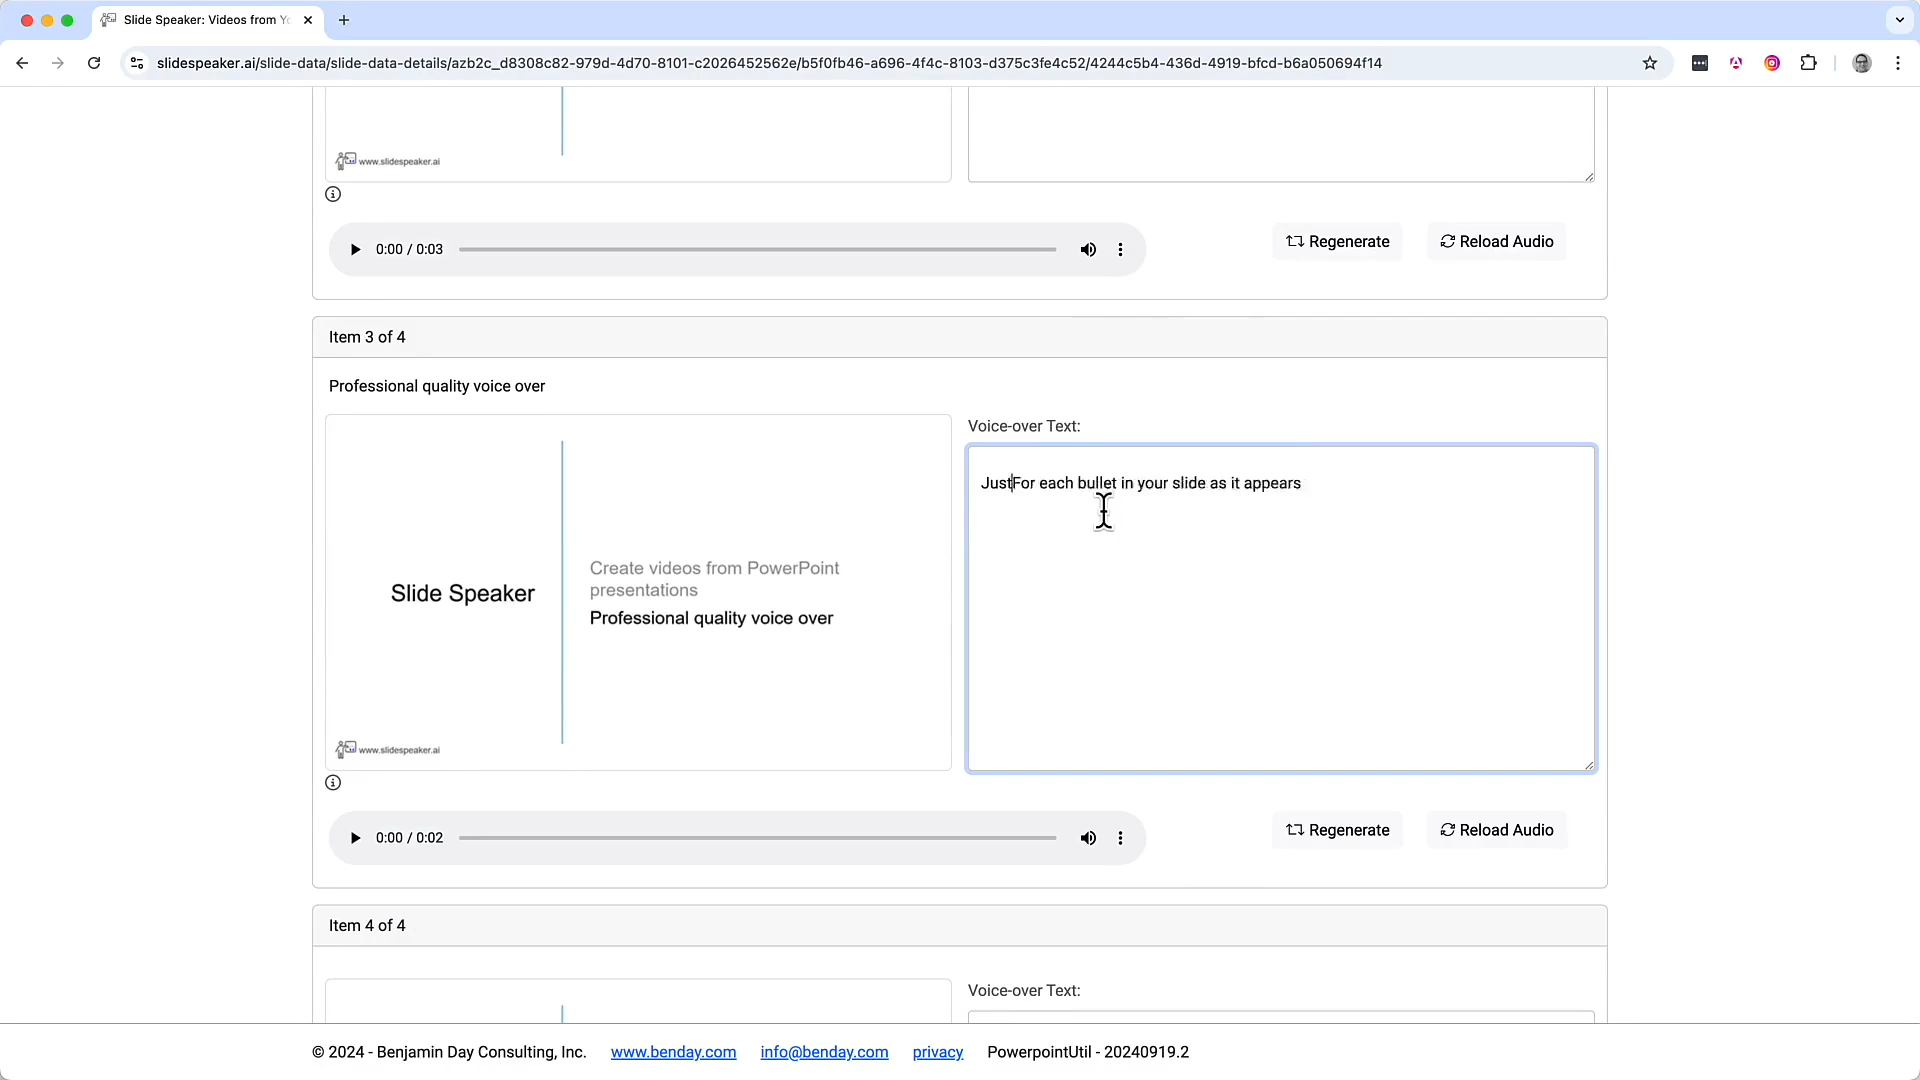 Slide Speaker: Videos from Yo
slidespeaker.ai/slide-data/slide-data-details/azb2c_d8308c82-979d-4d70-8101-c2026452562e/b5f0fb46-a696-4f4c-8103-d375c3fe4c52/4244c5b4-436d-4919-bfcd-b6a050694f14
www.slidespeaker.ai
0:00 / 0:03
Regenerate
Reload Audio
Item 3 of 4
Professional quality voice over
Voice-over Text:
JustFor each bullet in your slide as it appears
Slide Speaker
Create videos from PowerPoint
presentations
Professional quality voice over
www.slidespeaker.ai
0:00 / 0:02
Regenerate
Reload Audio
Item 4 of 4
Voice-over Text:
© 2024 - Benjamin Day Consulting, Inc. www.benday.com info@benday.com privacy PowerpointUtil - 20240919.2